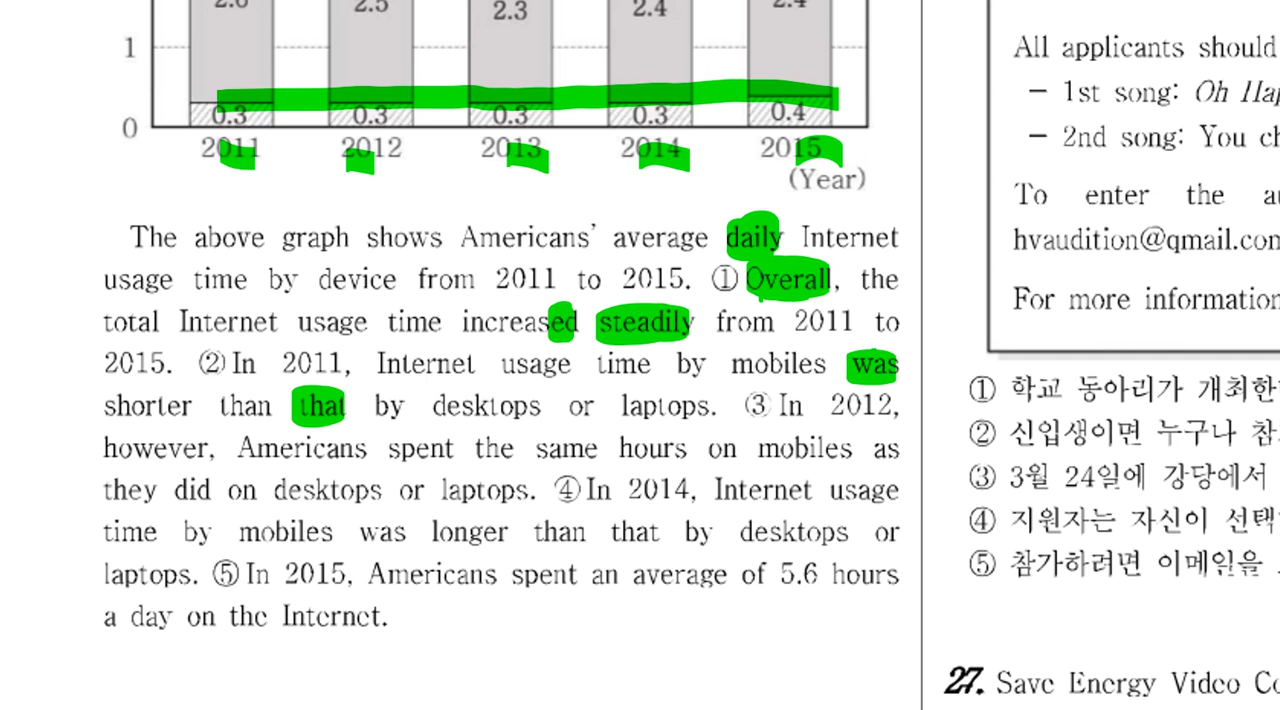 2.5
2.3
2.4
1
0.3
0.3
0.3
0.3
0.4
0
2011
2012
2013
2014
2015
(Year)
The above graph shows Americans' average daily Internet
usage time by device from 2011 to 2015. ① Overall, the
total Internet usage time increased steadily from 2011 to
2015. ② In 2011, Internet usage time by mobiles was
shorter than that by desktops or laptops. ③ In 2012,
however, Americans spent the same hours on mobiles as
they did on desktops or laptops. ④ In 2014, Internet usage
time by mobiles was longer than that by desktops or
laptops. ⑤ In 2015, Americans spent an average of 5.6 hours
a day on the Internet.
All applicants should
- 1st song: Oh
- 2nd song: You
To enter the
hvaudition@qmail.com
For more information
① 학교 동아리가 개최한
② 신입생이면 누구나
③ 3월 24일에 강당에서
④ 지원자는 자신이 선택
⑤ 참가하려면 이메일을
27. Save Energy Video